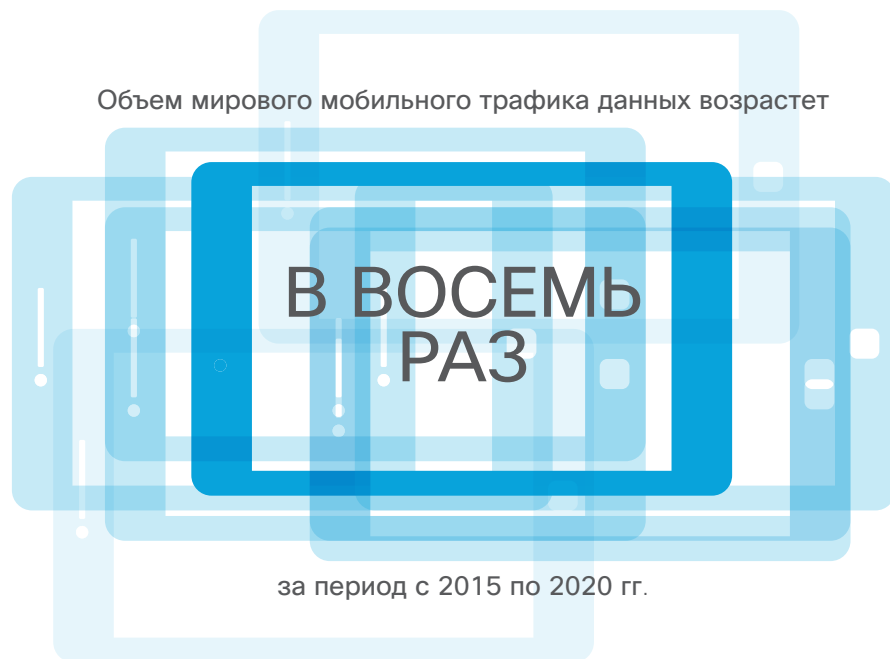 Объем мирового мобильного трафика данных возрастет
В ВОСЕМЬ
РАЗ
за период с 2015 по 2020 гг.